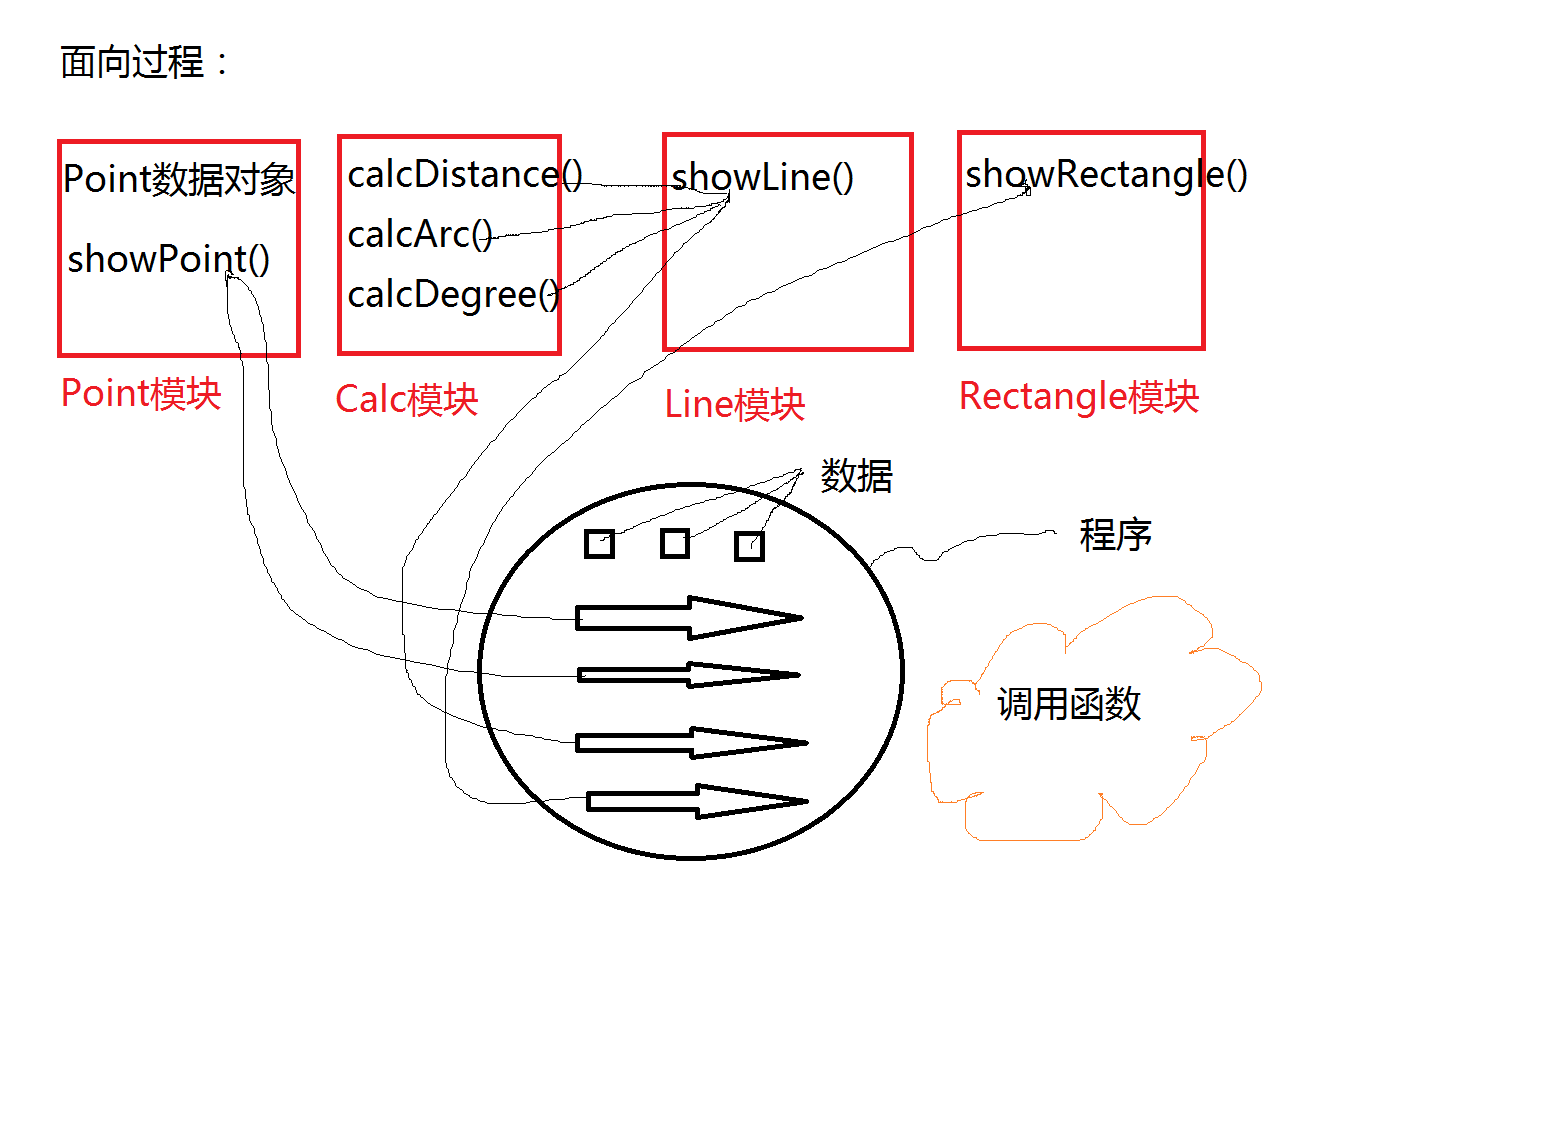 面向过程：
Point数据对象
showPoint()
calcDistance()
calcArc()
calcDegree()
showLine()
showRectangle()
Point模块
Calc模块
Line模块
Rectangle模块
数据
程序
调用函数